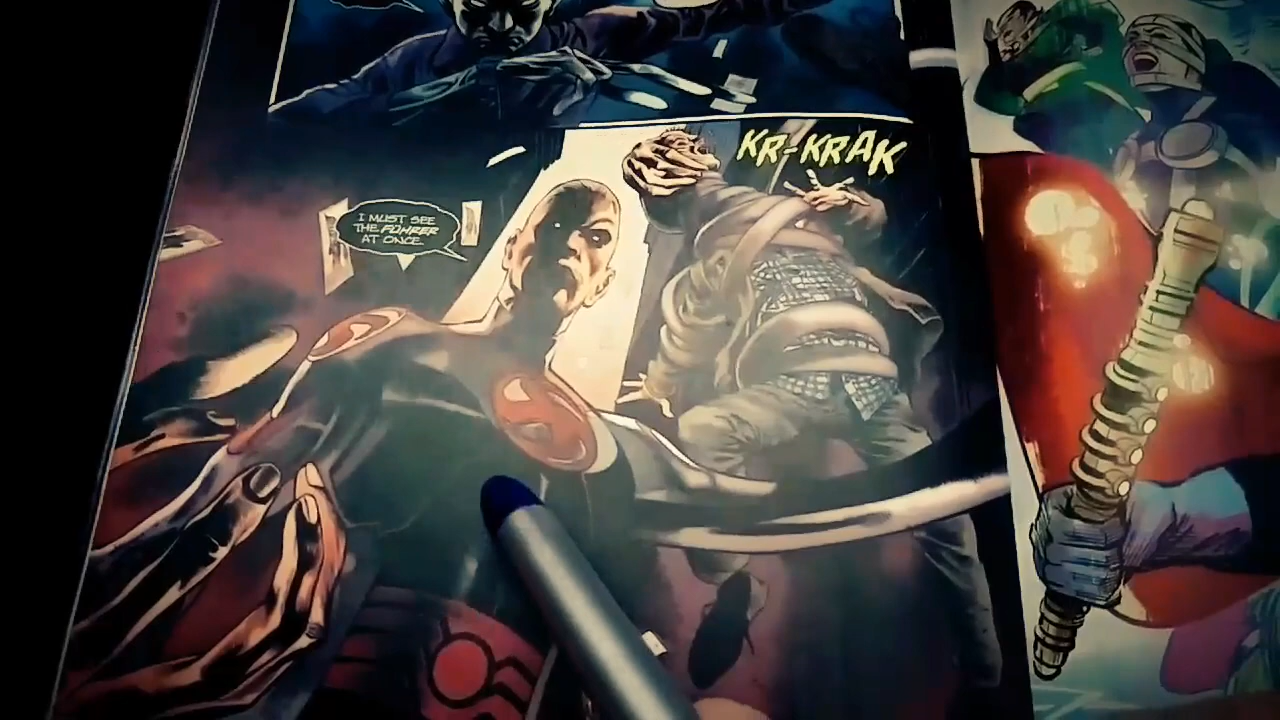 KR-KRAK
I MUST SEE
THE FÜHRER
AT ONCE.